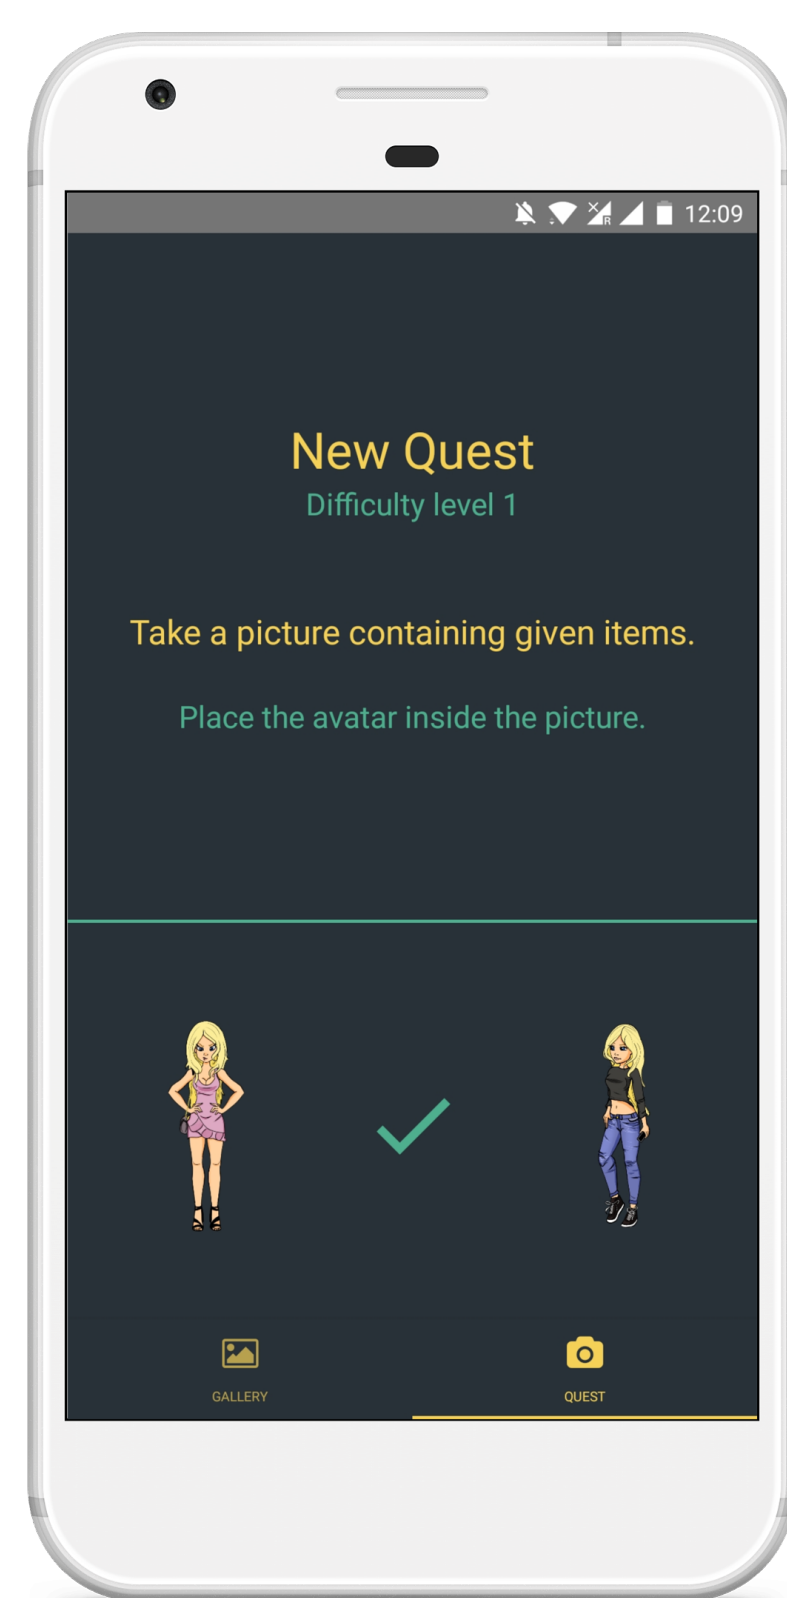 12:09
New Quest
Difficulty level 1
Take a picture containing given items.
Place the avatar inside the picture.
GALLERY
QUEST